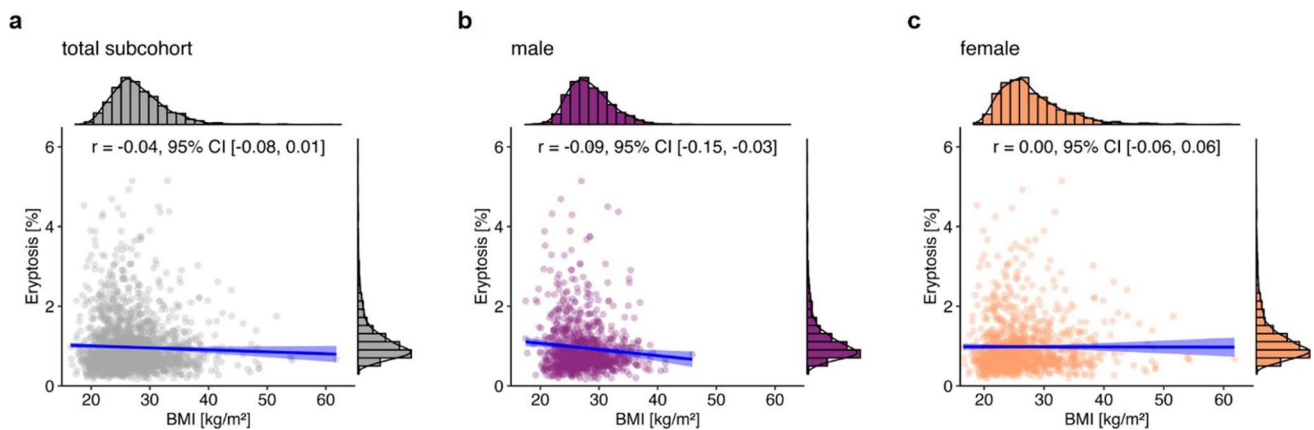 a
total subcohort
r = -0.04, 95% CI [-0.08, 0.01]
Eryptosis [%]
6
4
2
0
20 30 40 50 60
BMI [kg/m²]
b
male
r = -0.09, 95% CI [-0.15, -0.03]
Eryptosis [%]
6
4
2
0
20 30 40 50 60
BMI [kg/m²]
c
female
r = 0.00, 95% CI [-0.06, 0.06]
Eryptosis [%]
6
4
2
0
20 30 40 50 60
BMI [kg/m²]